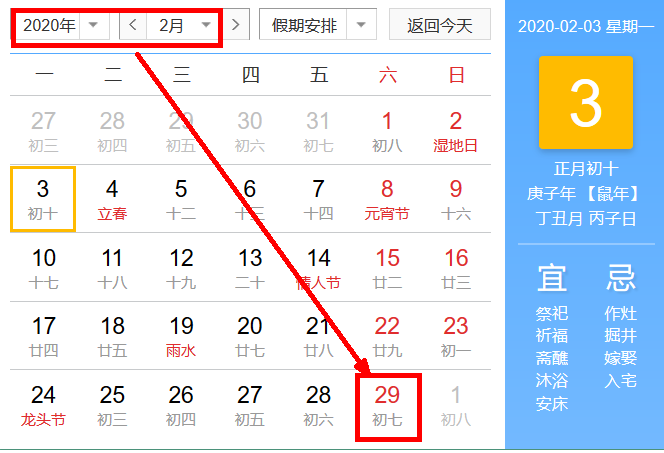 2020年 2月 假期安排 返回今天
一 二 三 四 五 六 日
27 28 29 30 31 1 2
初三 初四 初五 初六 初七 初八 湿地日
3 4 5 6 7 8 9
初十 立春 十二 十三 十四 元宵节 十六
10 11 12 13 14 15 16
十七 十八 十九 二十 情人节 廿二 廿三
17 18 19 20 21 22 23
廿四 廿五 雨水 廿七 廿八 廿九 初一
24 25 26 27 28 29 1
龙头节 初三 初四 初五 初六 初七 初八
2020-02-03 星期一
3
正月初十
庚子年 【鼠年】
丁丑月 丙子日
宜 忌
祭祀 作灶
祈福 掘井
斋醮 嫁娶
沐浴 入宅
安床